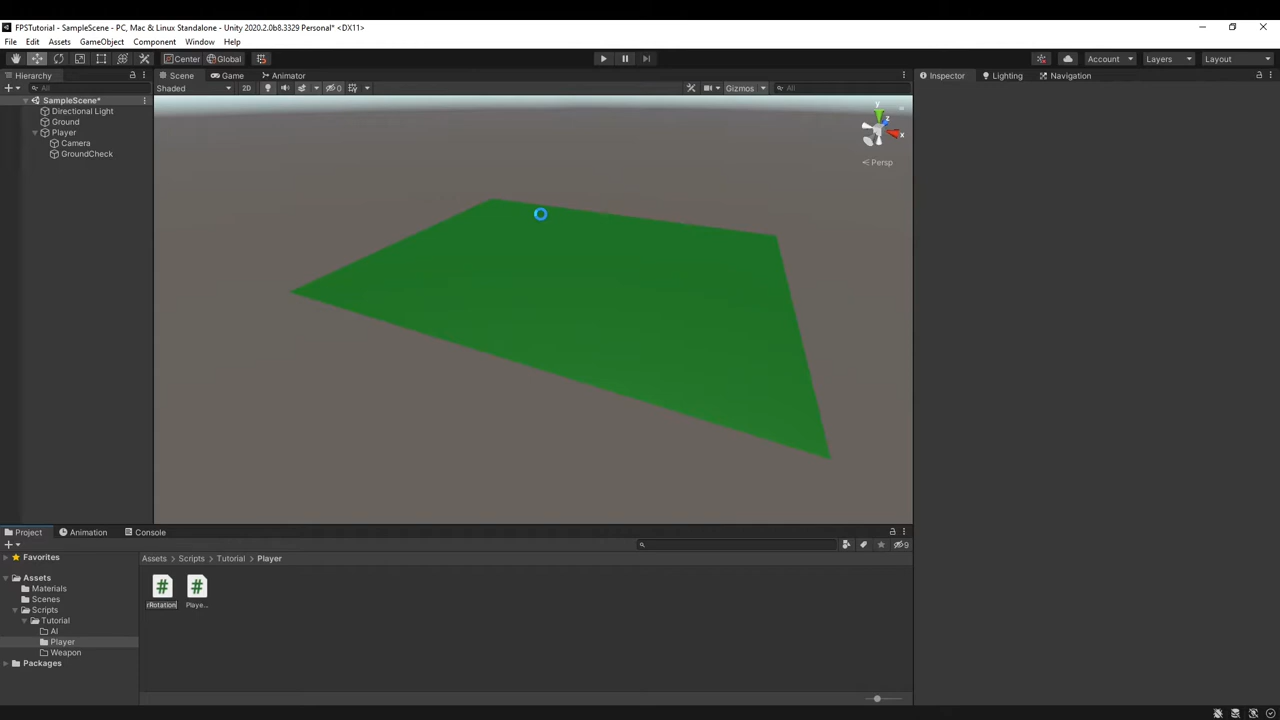 FPSTutorial - SampleScene - PC, Mac & Linux Standalone - Unity 2020.2.0b8.3329 Personal* <DX11>
File Edit Assets GameObject Component Window Help
Center Global Account Layers Layout
Hierarchy Scene Game Animator Inspector Lighting Navigation
All Shaded 2D 0 Gizmos All
SampleScene*
Directional Light
Ground
Player
Camera
GroundCheck
y
z
x
Persp
Project Animation Console
9
Favorites Assets > Scripts > Tutorial > Player
Assets
Materials
Scenes
Scripts
Tutorial
AI
Player
Weapon
Packages
# #
rRotation Playe...